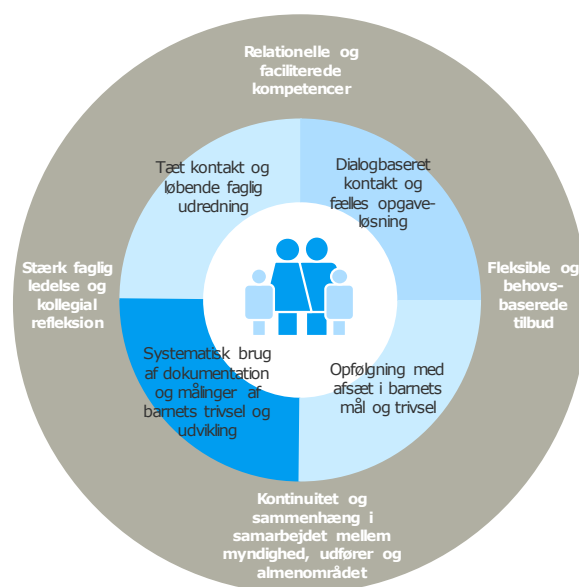 Relationelle og
faciliterede
kompetencer
Tæt kontakt og
løbende faglig
udredning
Dialogbaseret
kontakt og
fælles opgave-
løsning
Stærk faglig
ledelse og
kollegial
refleksion
Fleksible og
behovs-
baserede
tilbud
Systematisk brug
af dokumentation
og målinger af
barnets trivsel og
udvikling
Opfølgning med
afsæt i barnets
mål og trivsel
Kontinuitet og
sammenhæng i
samarbejdet mellem
myndighed, udfører og
almenområdet